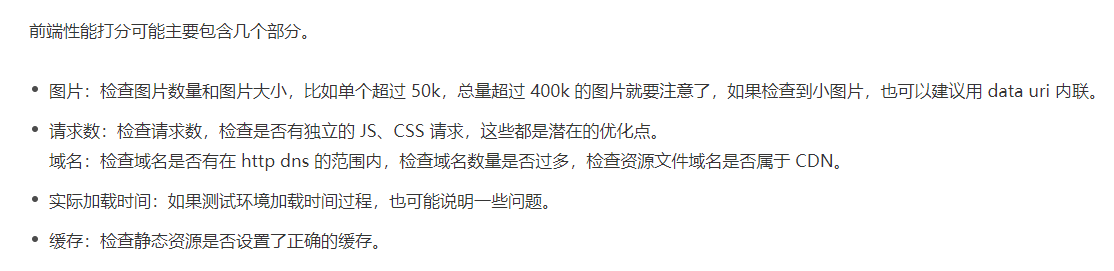 前端性能打分可能主要包含几个部分。
图片：检查图片数量和图片大小，比如单个超过 50k，总量超过 400k 的图片就要注意了，如果检查到小图片，也可以建议用 data uri 内联。
请求数：检查请求数，检查是否有独立的 JS、CSS 请求，这些都是潜在的优化点。
域名：检查域名是否有在 http dns 的范围内，检查域名数量是否过多，检查资源文件域名是否属于 CDN。
实际加载时间：如果测试环境加载时间过程，也可能说明一些问题。
缓存：检查静态资源是否设置了正确的缓存。